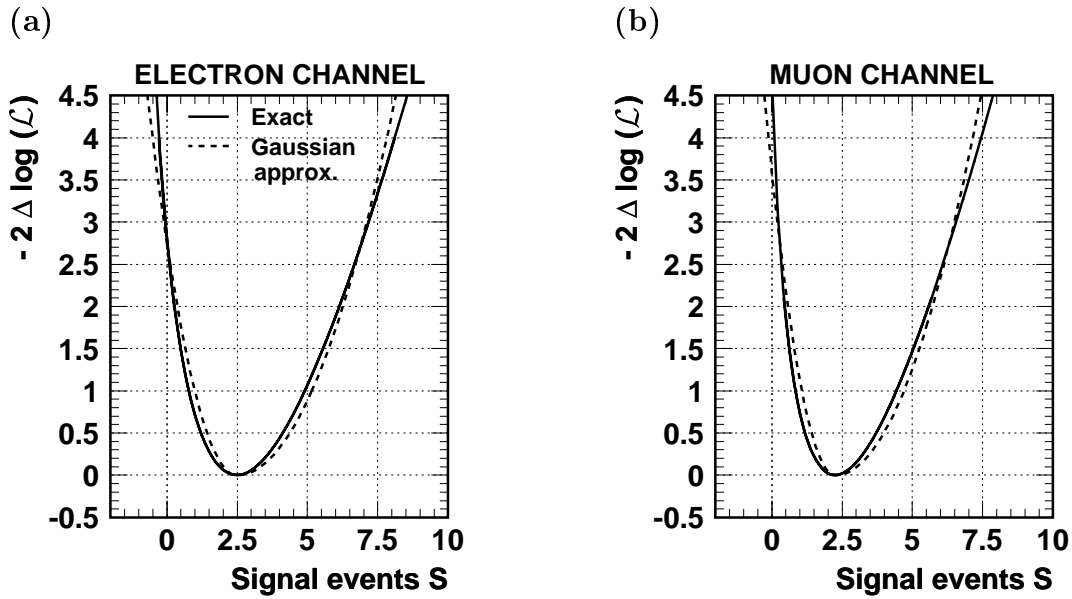 (a)
ELECTRON CHANNEL
- 2 Δ log (ℒ)
4.5
4
3.5
3
2.5
2
1.5
1
0.5
0
-0.5
Exact
Gaussian
approx.
0 2.5 5 7.5 10
Signal events S
(b)
MUON CHANNEL
- 2 Δ log (ℒ)
4.5
4
3.5
3
2.5
2
1.5
1
0.5
0
-0.5
0 2.5 5 7.5 10
Signal events S